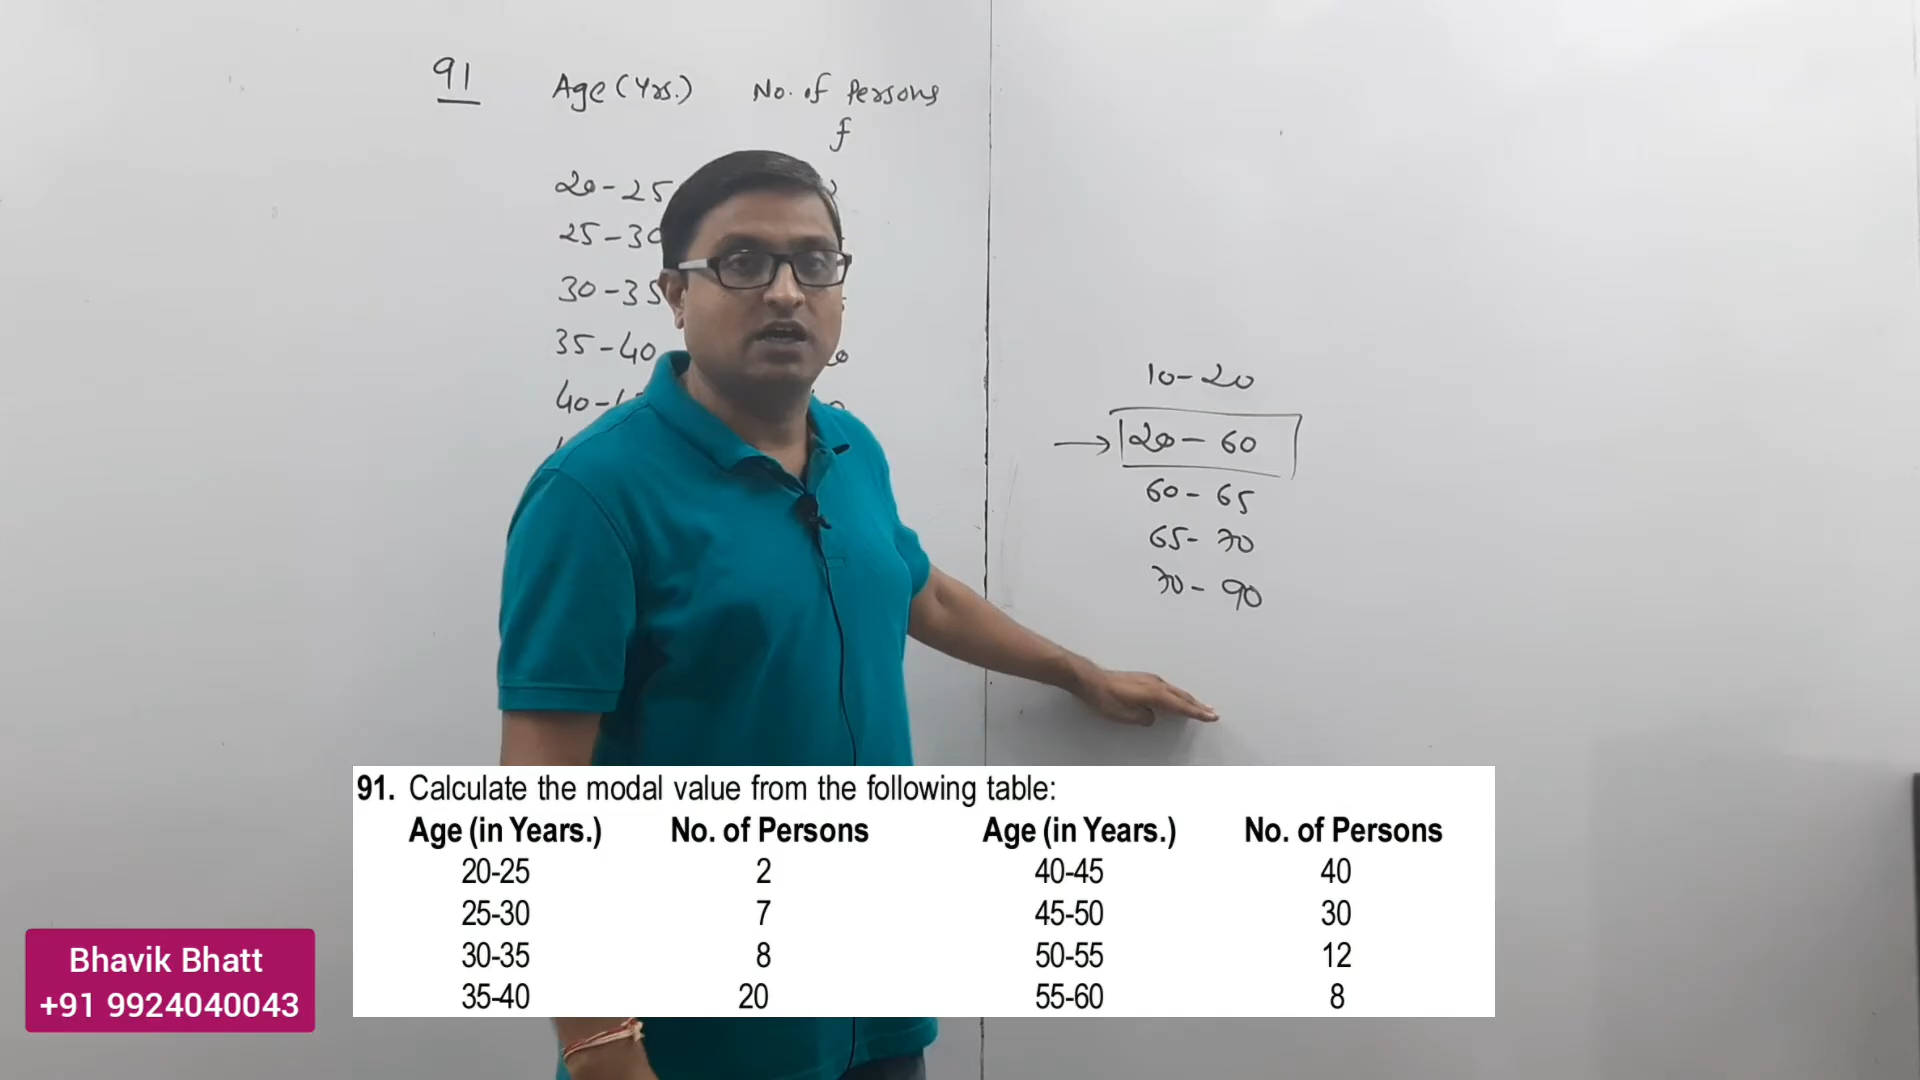 91 Age (Yrs.) No. of Persons
f
20-25
25-30
30-35
35-40
40-
10-20
→ 20-60
60-65
65-70
70-90
91. Calculate the modal value from the following table:
Age (in Years.) No. of Persons Age (in Years.) No. of Persons
20-25 2 40-45 40
25-30 7 45-50 30
30-35 8 50-55 12
35-40 20 55-60 8
Bhavik Bhatt
+91 9924040043